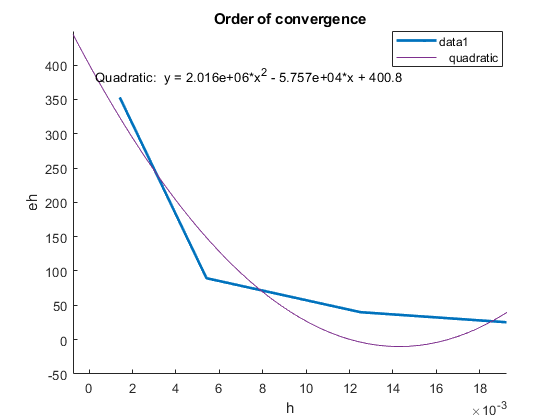 Order of convergence
data1
quadratic
Quadratic: y = 2.016e+06*x² - 5.757e+04*x + 400.8
400
350
300
250
200
150
100
50
0
-50
eh
0 2 4 6 8 10 12 14 16 18
h
×10⁻³